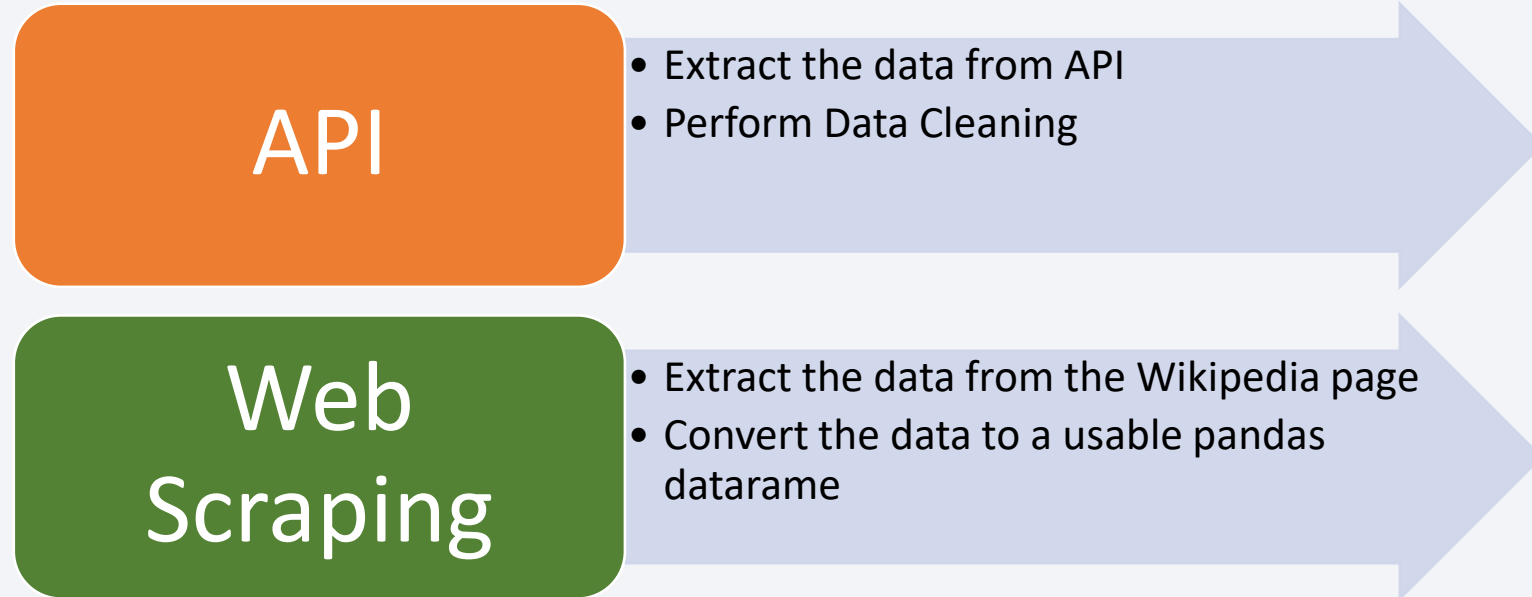 API
• Extract the data from API
• Perform Data Cleaning
Web
Scraping
• Extract the data from the Wikipedia page
• Convert the data to a usable pandas
datarame